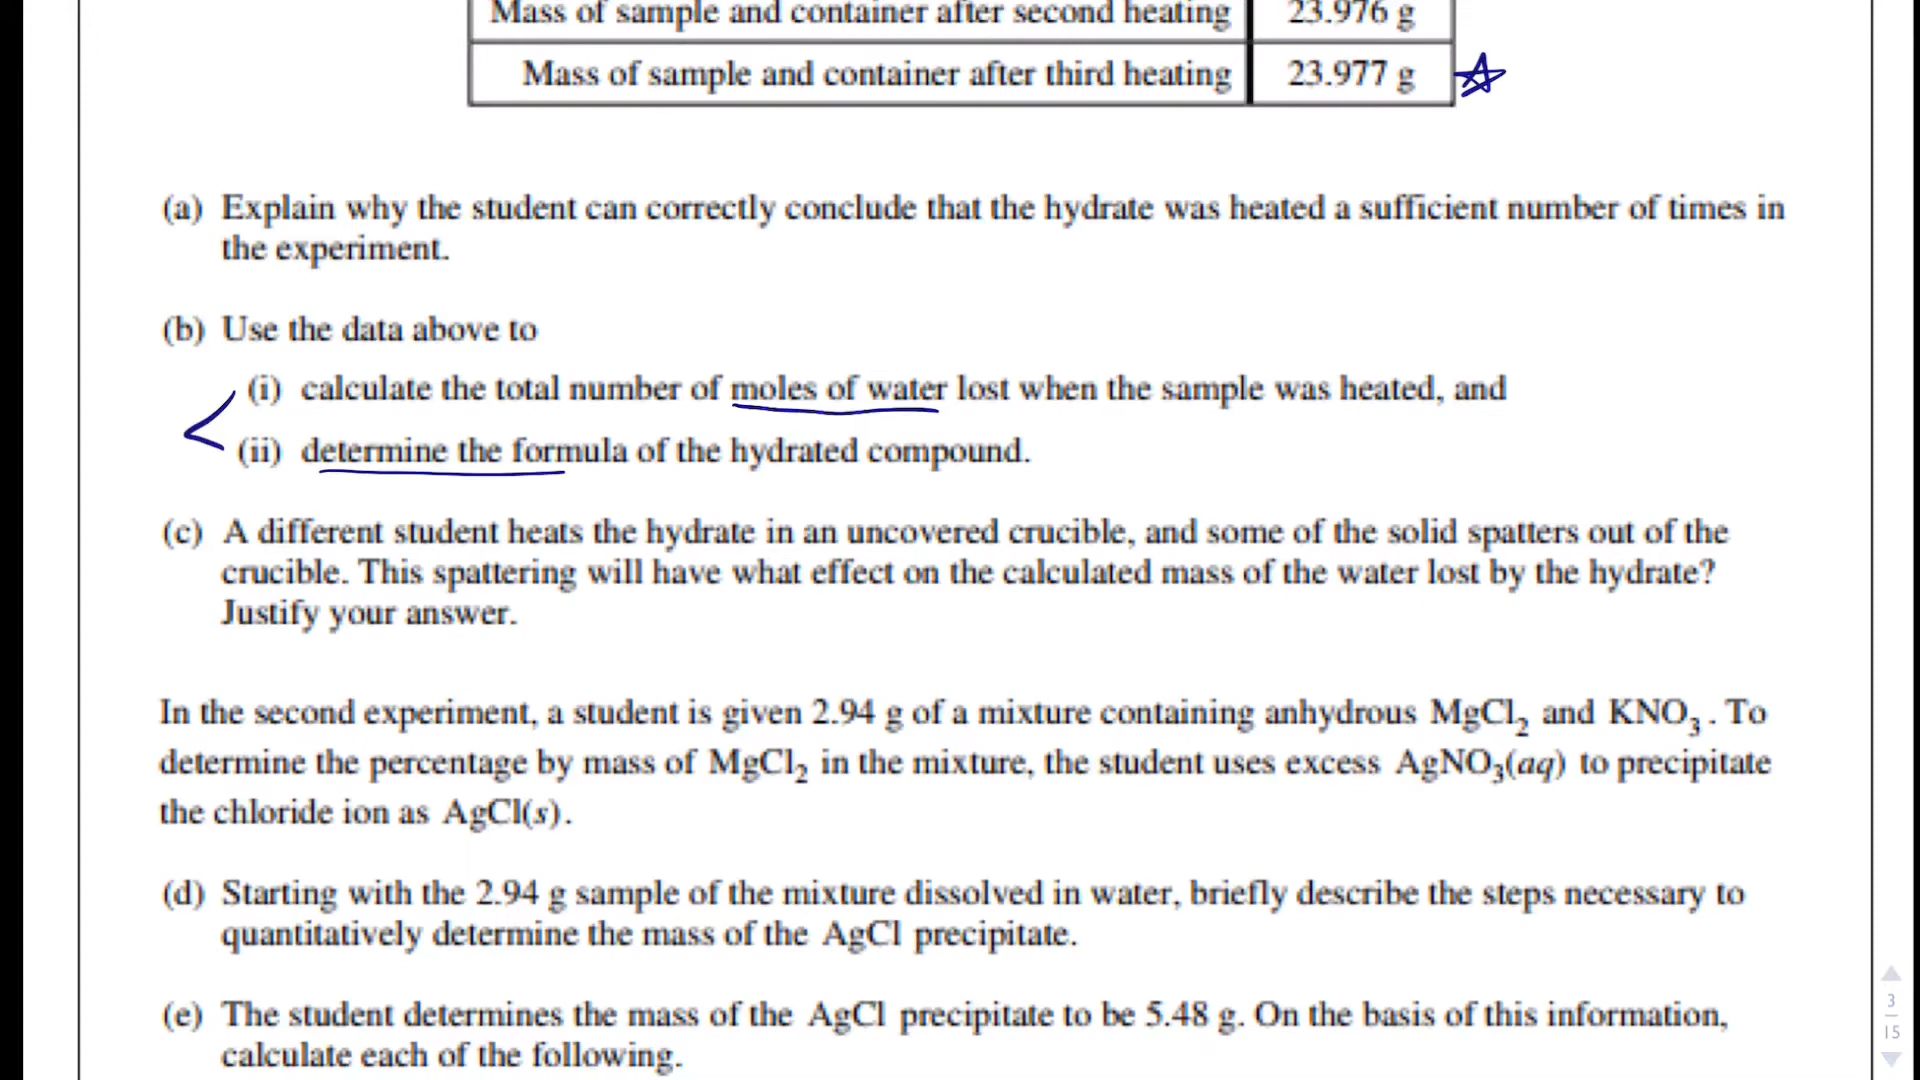 Mass of sample and container after second heating 23.976 g
Mass of sample and container after third heating 23.977 g
(a) Explain why the student can correctly conclude that the hydrate was heated a sufficient number of times in
the experiment.
(b) Use the data above to
(i) calculate the total number of moles of water lost when the sample was heated, and
(ii) determine the formula of the hydrated compound.
(c) A different student heats the hydrate in an uncovered crucible, and some of the solid spatters out of the
crucible. This spattering will have what effect on the calculated mass of the water lost by the hydrate?
Justify your answer.
In the second experiment, a student is given 2.94 g of a mixture containing anhydrous MgCl₂ and KNO₃. To
determine the percentage by mass of MgCl₂ in the mixture, the student uses excess AgNO₃(aq) to precipitate
the chloride ion as AgCl(s).
(d) Starting with the 2.94 g sample of the mixture dissolved in water, briefly describe the steps necessary to
quantitatively determine the mass of the AgCl precipitate.
(e) The student determines the mass of the AgCl precipitate to be 5.48 g. On the basis of this information,
calculate each of the following.
3
15